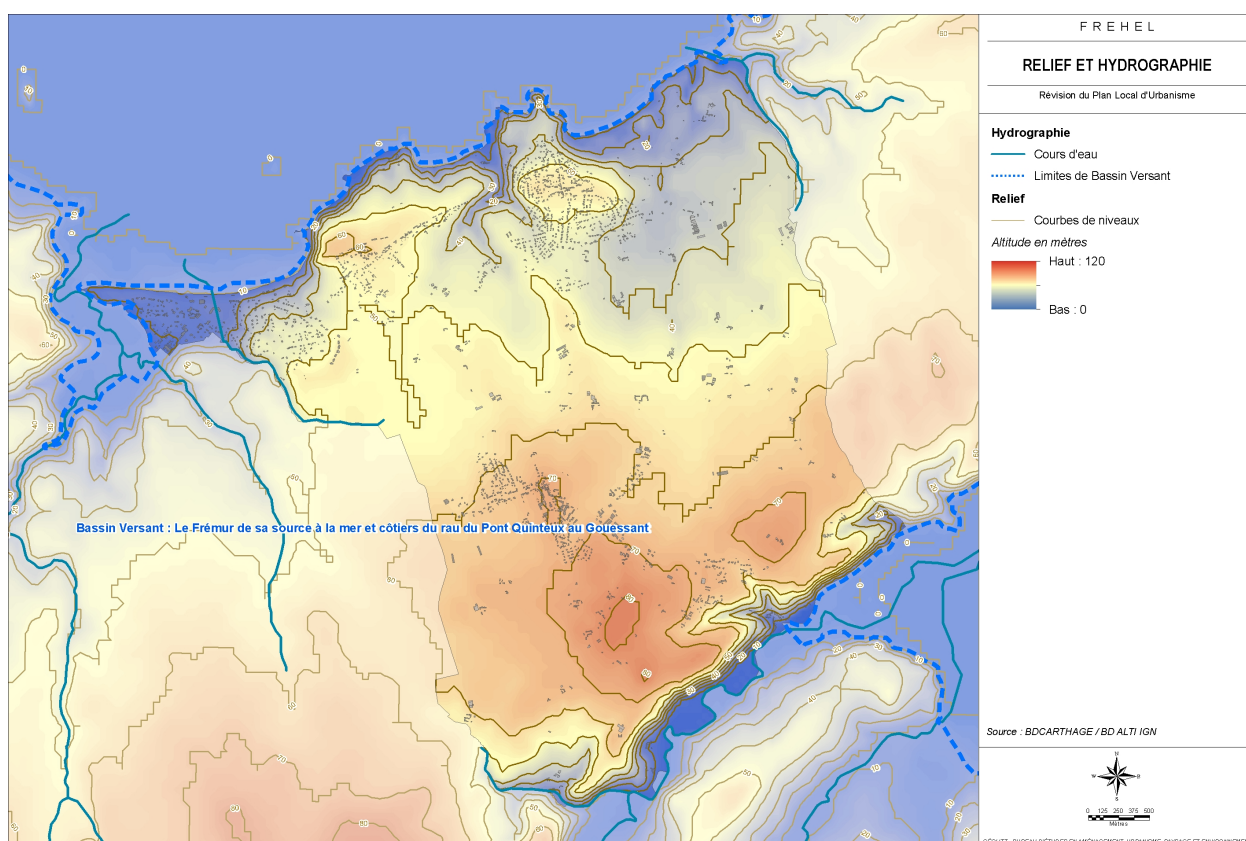 FREHEL
RELIEF ET HYDROGRAPHIE
Révision du Plan Local d'Urbanisme
Hydrographie
Cours d'eau
Limites de Bassin Versant
Relief
Courbes de niveaux
Altitude en mètres
Haut : 120
Bas : 0
Bassin Versant : Le Frémur de sa source à la mer et côtiers du rau du Pont Quinteux au Gouessant
Source : BDCARTHAGE / BD ALTI IGN
N
S
0 125 250 375 500
Mètres